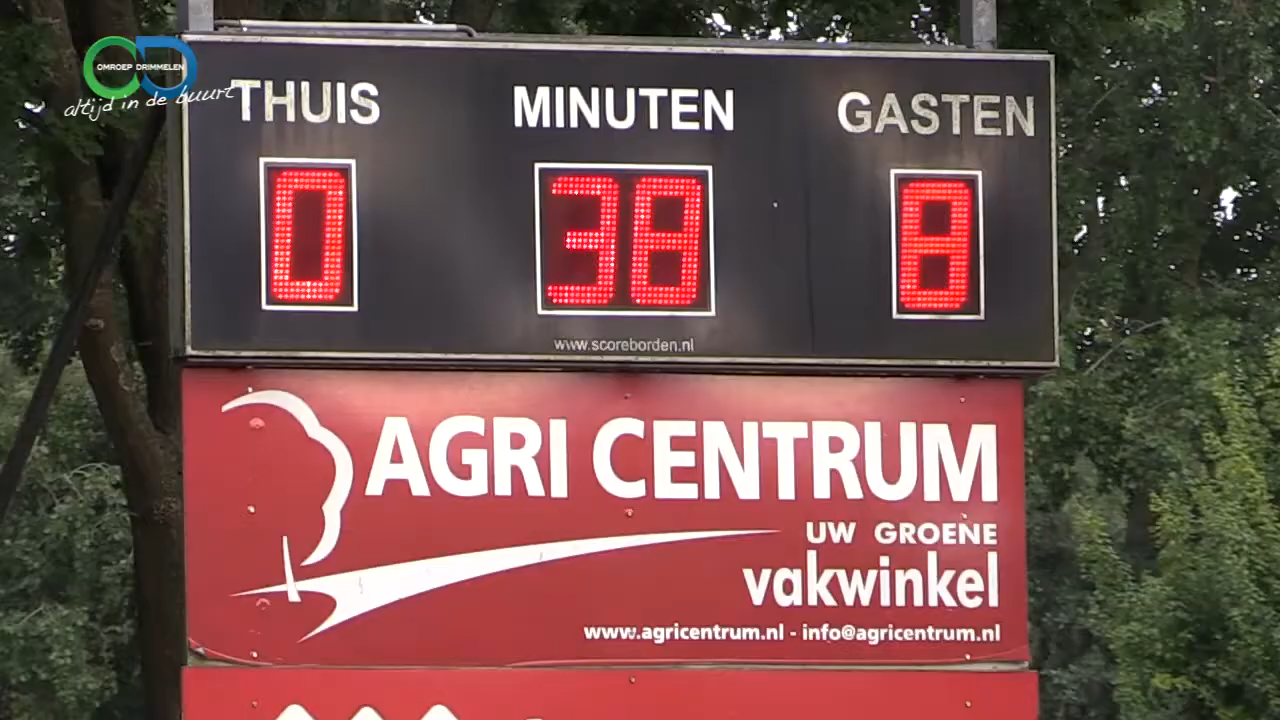 OMROEP DRIMMELEN
altijd in de buurt
THUIS MINUTEN GASTEN
0 38 8
www.scoreborden.nl
AGRI CENTRUM
UW GROENE
vakwinkel
www.agricentrum.nl - info@agricentrum.nl